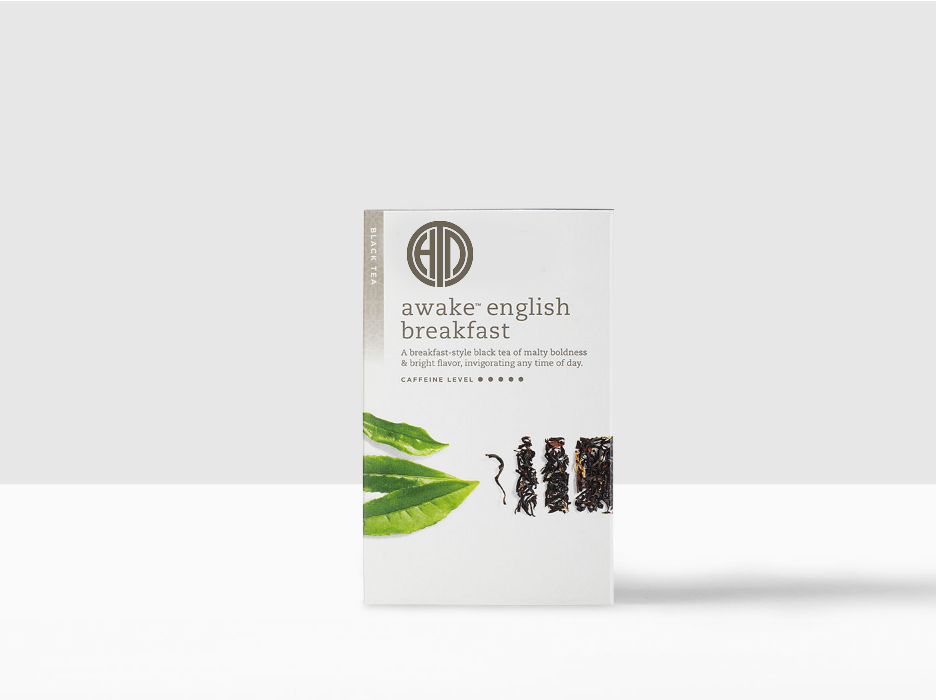 BLACK TEA
HTD
awake™ english
breakfast
A breakfast-style black tea of malty boldness
& bright flavor, invigorating any time of day.
CAFFEINE LEVEL